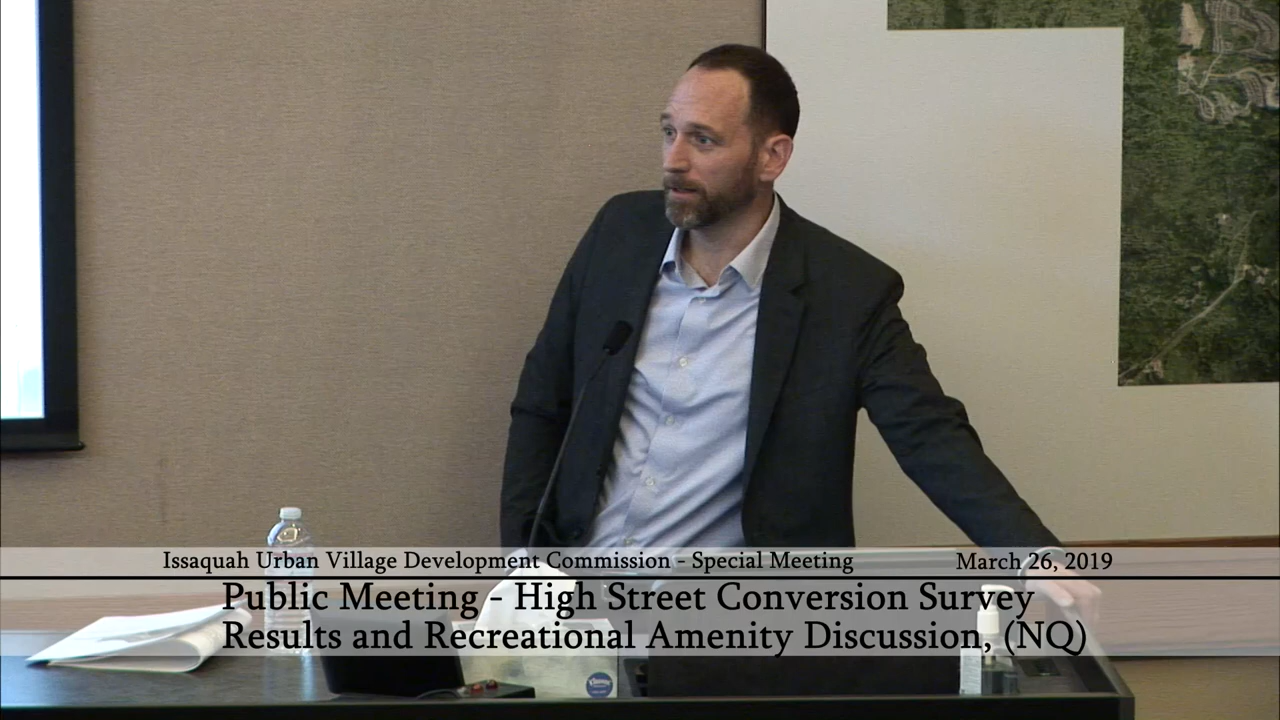 Issaquah Urban Village Development Commission - Special Meeting March 26, 2019
Public Meeting - High Street Conversion Survey
Results and Recreational Amenity Discussion, (NQ)
Kleenex